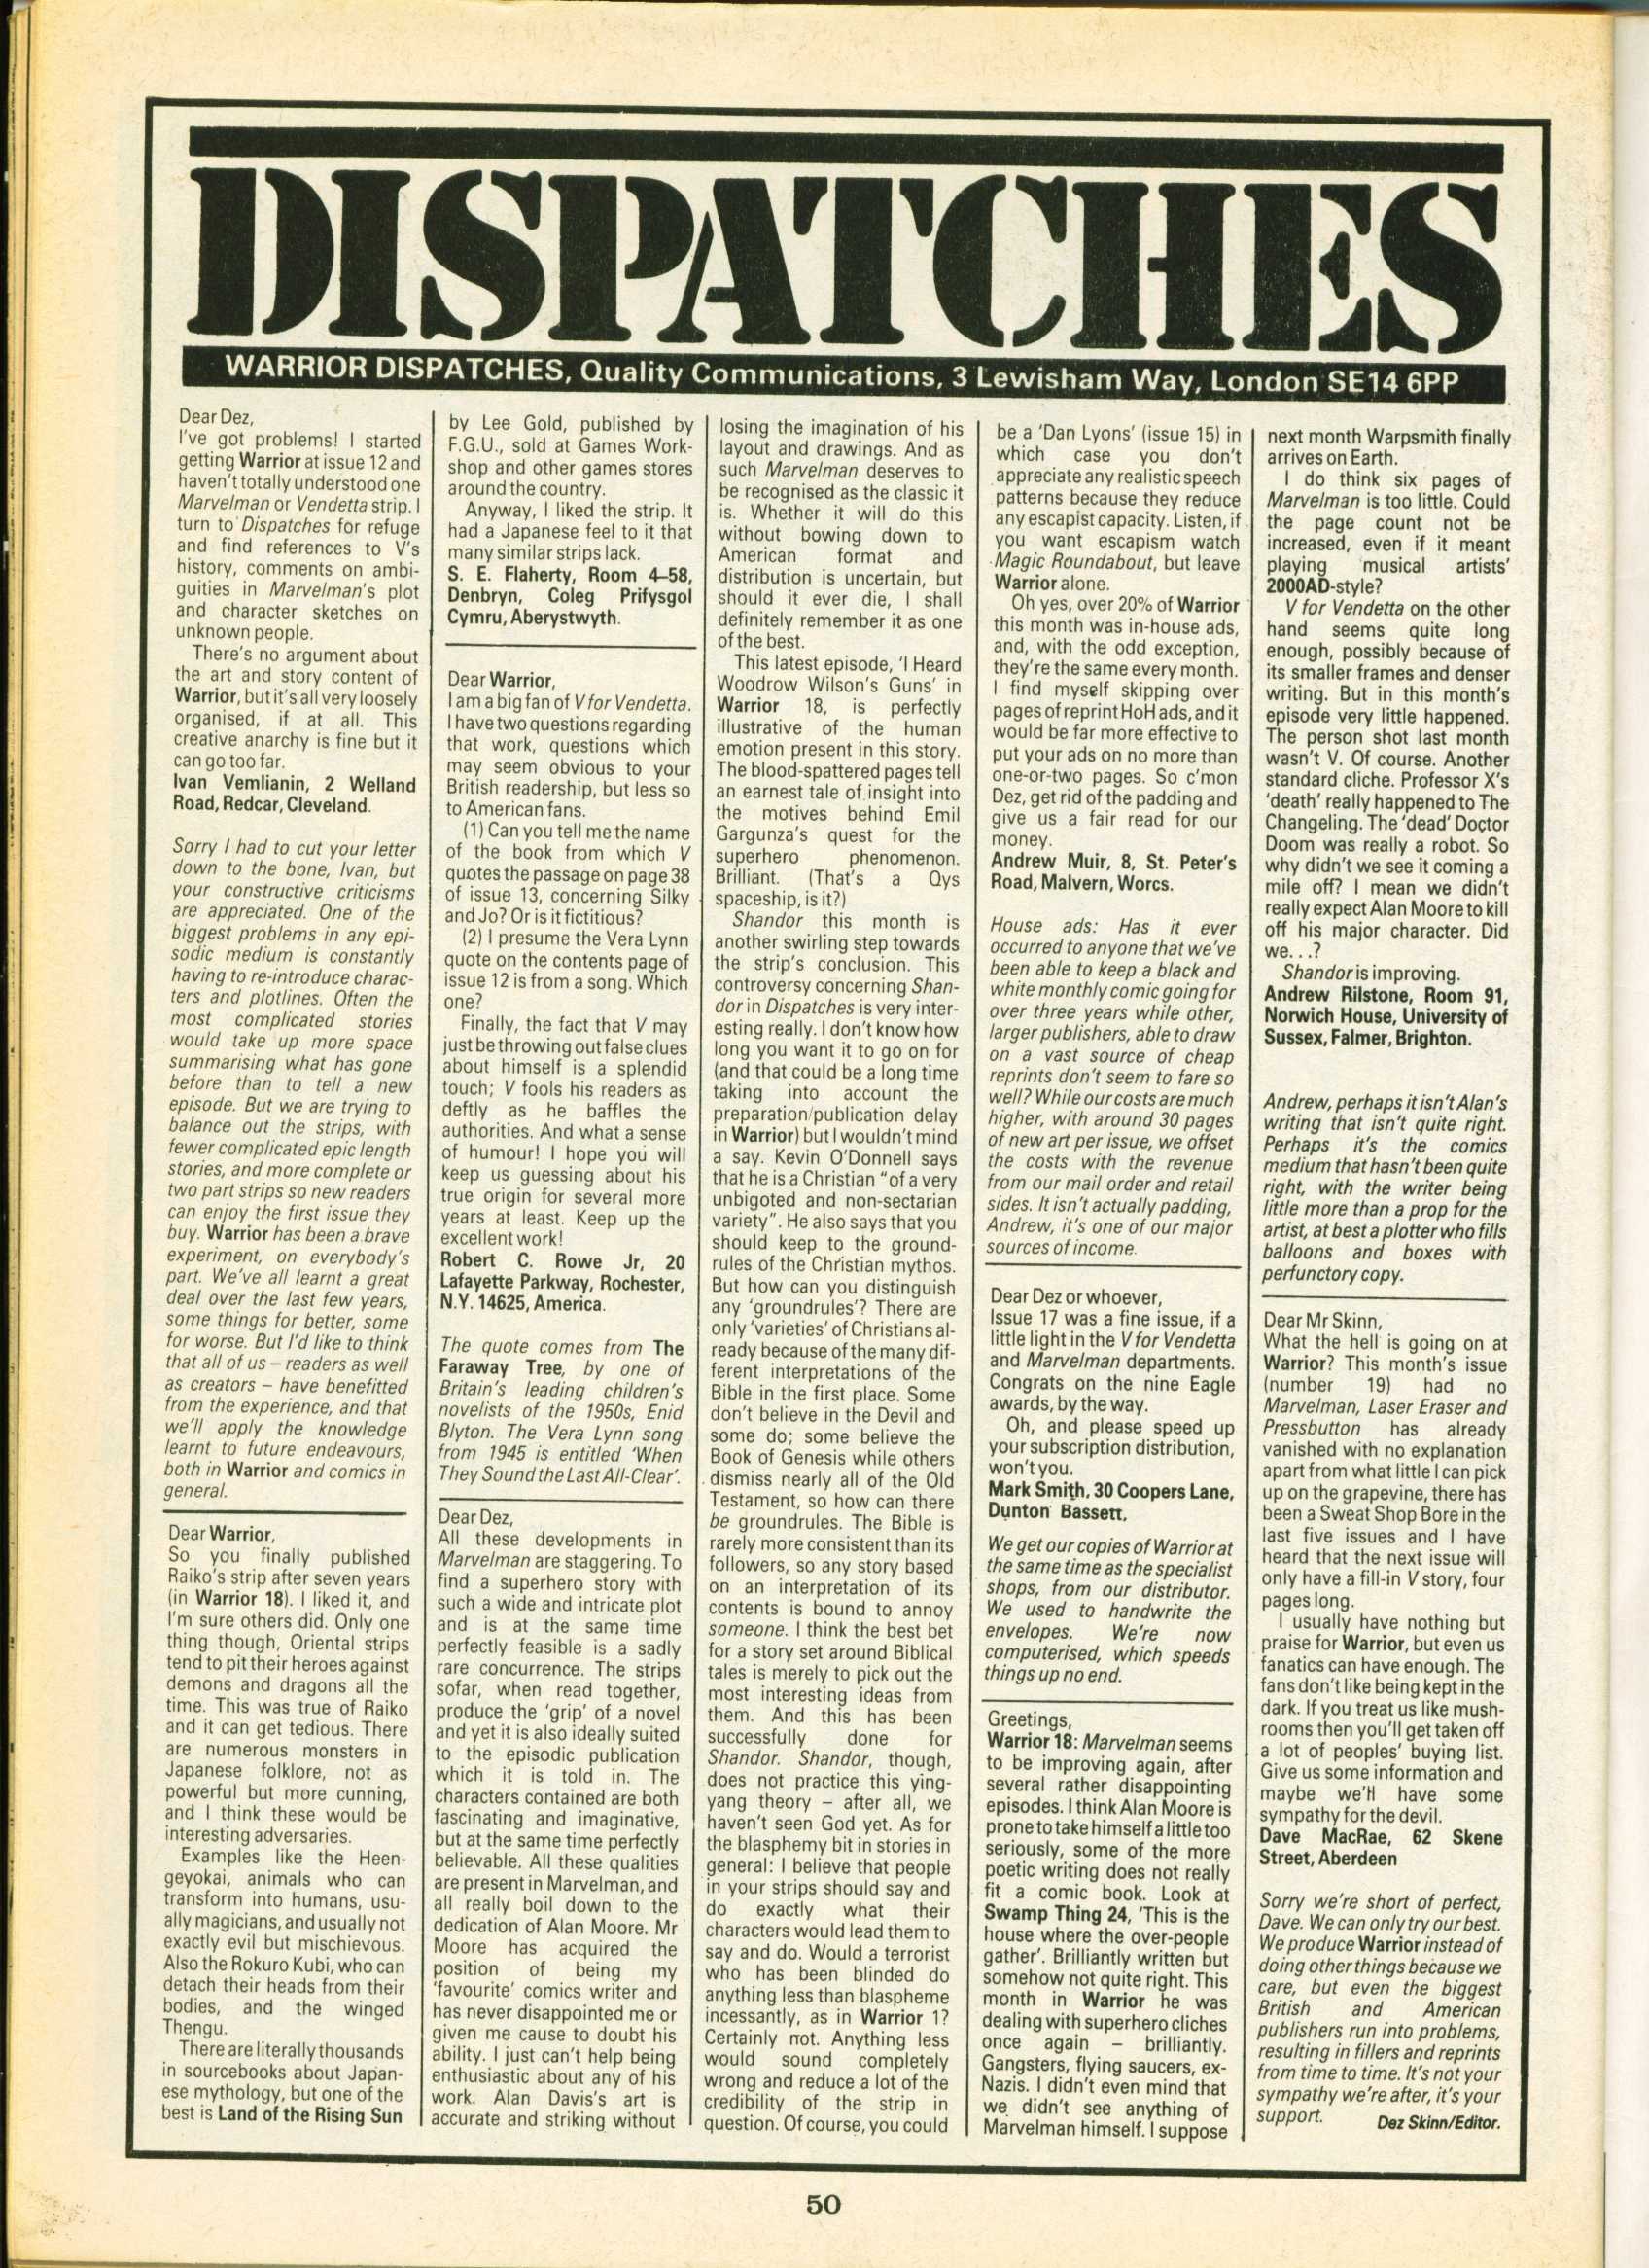 DISPATCHES
WARRIOR DISPATCHES, Quality Communications, 3 Lewisham Way, London SE14 6PP
Dear Dez,
I've got problems! I started
getting Warrior at issue 12 and
haven't totally understood one
Marvelman or Vendetta strip. I
turn to Dispatches for refuge
and find references to V's
history, comments on ambi-
guities in Marvelman's plot
and character sketches on
unknown people.
There's no argument about
the art and story content of
Warrior, but it's all very loosely
organised, if at all. This
creative anarchy is fine but it
can go too far.
Ivan Vemlianin, 2 Welland
Road, Redcar, Cleveland.
Sorry I had to cut your letter
down to the bone, Ivan, but
your constructive criticisms
are appreciated. One of the
biggest problems in any epi-
sodic medium is constantly
having to re-introduce charac-
ters and plotlines. Often the
most complicated stories
would take up more space
summarising what has gone
before than to tell a new
episode. But we are trying to
balance out the strips, with
fewer complicated epic length
stories, and more complete or
two part strips so new readers
can enjoy the first issue they
buy. Warrior has been a brave
experiment, on everybody's
part. We've all learnt a great
deal over the last few years,
some things for better, some
for worse. But I'd like to think
that all of us – readers as well
as creators – have benefitted
from the experience, and that
we'll apply the knowledge
learnt to future endeavours,
both in Warrior and comics in
general.
Dear Warrior,
So you finally published
Raiko's strip after seven years
(in Warrior 18). I liked it, and
I'm sure others did. Only one
thing though, Oriental strips
tend to pit their heroes against
demons and dragons all the
time. This was true of Raiko
and it can get tedious. There
are numerous monsters in
Japanese folklore, not as
powerful but more cunning,
and I think these would be
interesting adversaries.
Examples like the Heen-
geyokai, animals who can
transform into humans, usu-
ally magicians, and usually not
exactly evil but mischievous.
Also the Rokuro Kubi, who can
detach their heads from their
bodies, and the winged
Thengu.
There are literally thousands
in sourcebooks about Japan-
ese mythology, but one of the
best is Land of the Rising Sun
by Lee Gold, published by
F.G.U., sold at Games Work-
shop and other games stores
around the country.
Anyway, I liked the strip. It
had a Japanese feel to it that
many similar strips lack.
S. E. Flaherty, Room 4–58,
Denbryn, Coleg Prifysgol
Cymru, Aberystwyth.
Dear Warrior,
I am a big fan of V for Vendetta.
I have two questions regarding
that work, questions which
may seem obvious to your
British readership, but less so
to American fans.
(1) Can you tell me the name
of the book from which V
quotes the passage on page 38
of issue 13, concerning Silky
and Jo? Or is it fictitious?
(2) I presume the Vera Lynn
quote on the contents page of
issue 12 is from a song. Which
one?
Finally, the fact that V may
just be throwing out false clues
about himself is a splendid
touch; V fools his readers as
deftly as he baffles the
authorities. And what a sense
of humour! I hope you will
keep us guessing about his
true origin for several more
years at least. Keep up the
excellent work!
Robert C. Rowe Jr, 20
Lafayette Parkway, Rochester,
N.Y. 14625, America.
The quote comes from The
Faraway Tree, by one of
Britain's leading children's
novelists of the 1950s, Enid
Blyton. The Vera Lynn song
from 1945 is entitled 'When
They Sound the Last All-Clear'.
Dear Dez,
All these developments in
Marvelman are staggering. To
find a superhero story with
such a wide and intricate plot
and is at the same time
perfectly feasible is a sadly
rare concurrence. The strips
sofar, when read together,
produce the 'grip' of a novel
and yet it is also ideally suited
to the episodic publication
which it is told in. The
characters contained are both
fascinating and imaginative,
but at the same time perfectly
believable. All these qualities
are present in Marvelman, and
all really boil down to the
dedication of Alan Moore. Mr
Moore has acquired the
position of being my
'favourite' comics writer and
has never disappointed me or
given me cause to doubt his
ability. I just can't help being
enthusiastic about any of his
work. Alan Davis's art is
accurate and striking without
losing the imagination of his
layout and drawings. And as
such Marvelman deserves to
be recognised as the classic it
is. Whether it will do this
without bowing down to
American format and
distribution is uncertain, but
should it ever die, I shall
definitely remember it as one
of the best.
This latest episode, 'I Heard
Woodrow Wilson's Guns' in
Warrior 18, is perfectly
illustrative of the human
emotion present in this story.
The blood-spattered pages tell
an earnest tale of insight into
the motives behind Emil
Gargunza's quest for the
superhero phenomenon.
Brilliant. (That's a Qys
spaceship, is it?)
Shandor this month is
another swirling step towards
the strip's conclusion. This
controversy concerning Shan-
dor in Dispatches is very inter-
esting really. I don't know how
long you want it to go on for
(and that could be a long time
taking into account the
preparation/publication delay
in Warrior) but I wouldn't mind
a say. Kevin O'Donnell says
that he is a Christian "of a very
unbigoted and non-sectarian
variety". He also says that you
should keep to the ground-
rules of the Christian mythos.
But how can you distinguish
any 'groundrules'? There are
only 'varieties' of Christians al-
ready because of the many dif-
ferent interpretations of the
Bible in the first place. Some
don't believe in the Devil and
some do; some believe the
Book of Genesis while others
dismiss nearly all of the Old
Testament, so how can there
be groundrules. The Bible is
rarely more consistent than its
followers, so any story based
on an interpretation of its
contents is bound to annoy
someone. I think the best bet
for a story set around Biblical
tales is merely to pick out the
most interesting ideas from
them. And this has been
successfully done for
Shandor. Shandor, though,
does not practice this ying-
yang theory – after all, we
haven't seen God yet. As for
the blasphemy bit in stories in
general: I believe that people
in your strips should say and
do exactly what their
characters would lead them to
say and do. Would a terrorist
who has been blinded do
anything less than blaspheme
incessantly, as in Warrior 1?
Certainly not. Anything less
would sound completely
wrong and reduce a lot of the
credibility of the strip in
question. Of course, you could
be a 'Dan Lyons' (issue 15) in
which case you don't
appreciate any realistic speech
patterns because they reduce
any escapist capacity. Listen, if
you want escapism watch
Magic Roundabout, but leave
Warrior alone.
Oh yes, over 20% of Warrior
this month was in-house ads,
and, with the odd exception,
they're the same every month.
I find myself skipping over
pages of reprint HoH ads, and it
would be far more effective to
put your ads on no more than
one-or-two pages. So c'mon
Dez, get rid of the padding and
give us a fair read for our
money.
Andrew Muir, 8, St. Peter's
Road, Malvern, Worcs.
House ads: Has it ever
occurred to anyone that we've
been able to keep a black and
white monthly comic going for
over three years while other,
larger publishers, able to draw
on a vast source of cheap
reprints don't seem to fare so
well? While our costs are much
higher, with around 30 pages
of new art per issue, we offset
the costs with the revenue
from our mail order and retail
sides. It isn't actually padding,
Andrew, it's one of our major
sources of income.
Dear Dez or whoever,
Issue 17 was a fine issue, if a
little light in the V for Vendetta
and Marvelman departments.
Congrats on the nine Eagle
awards, by the way.
Oh, and please speed up
your subscription distribution,
won't you.
Mark Smith, 30 Coopers Lane,
Dunton Bassett,
We get our copies of Warrior at
the same time as the specialist
shops, from our distributor.
We used to handwrite the
envelopes. We're now
computerised, which speeds
things up no end.
Greetings,
Warrior 18: Marvelman seems
to be improving again, after
several rather disappointing
episodes. I think Alan Moore is
prone to take himself a little too
seriously, some of the more
poetic writing does not really
fit a comic book. Look at
Swamp Thing 24, 'This is the
house where the over-people
gather'. Brilliantly written but
somehow not quite right. This
month in Warrior he was
dealing with superhero cliches
once again – brilliantly.
Gangsters, flying saucers, ex-
Nazis. I didn't even mind that
we didn't see anything of
Marvelman himself. I suppose
next month Warpsmith finally
arrives on Earth.
I do think six pages of
Marvelman is too little. Could
the page count not be
increased, even if it meant
playing 'musical artists'
2000AD-style?
V for Vendetta on the other
hand seems quite long
enough, possibly because of
its smaller frames and denser
writing. But in this month's
episode very little happened.
The person shot last month
wasn't V. Of course. Another
standard cliche. Professor X's
'death' really happened to The
Changeling. The 'dead' Doctor
Doom was really a robot. So
why didn't we see it coming a
mile off? I mean we didn't
really expect Alan Moore to kill
off his major character. Did
we. . .?
Shandor is improving.
Andrew Rilstone, Room 91,
Norwich House, University of
Sussex, Falmer, Brighton.
Andrew, perhaps it isn't Alan's
writing that isn't quite right.
Perhaps it's the comics
medium that hasn't been quite
right, with the writer being
little more than a prop for the
artist, at best a plotter who fills
balloons and boxes with
perfunctory copy.
Dear Mr Skinn,
What the hell is going on at
Warrior? This month's issue
(number 19) had no
Marvelman, Laser Eraser and
Pressbutton has already
vanished with no explanation
apart from what little I can pick
up on the grapevine, there has
been a Sweat Shop Bore in the
last five issues and I have
heard that the next issue will
only have a fill-in V story, four
pages long.
I usually have nothing but
praise for Warrior, but even us
fanatics can have enough. The
fans don't like being kept in the
dark. If you treat us like mush-
rooms then you'll get taken off
a lot of peoples' buying list.
Give us some information and
maybe we'll have some
sympathy for the devil.
Dave MacRae, 62 Skene
Street, Aberdeen
Sorry we're short of perfect,
Dave. We can only try our best.
We produce Warrior instead of
doing other things because we
care, but even the biggest
British and American
publishers run into problems,
resulting in fillers and reprints
from time to time. It's not your
sympathy we're after, it's your
support. Dez Skinn/Editor.
50